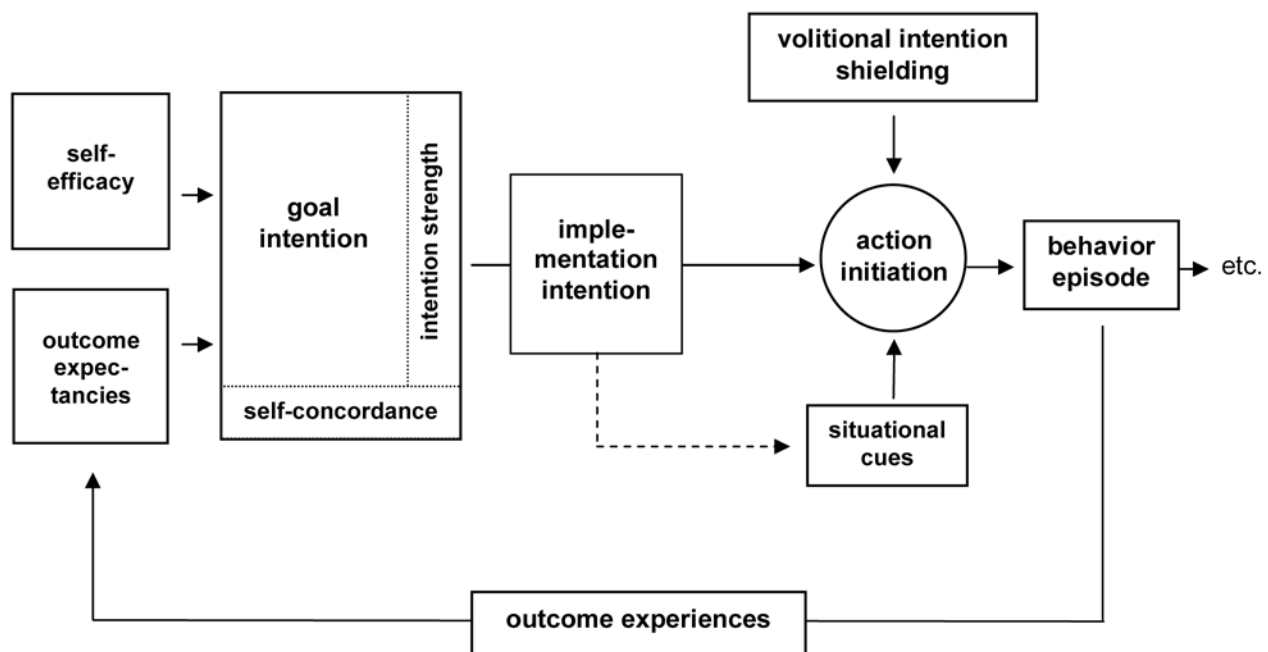 volitional intention
shielding
self-
efficacy
goal
intention
intention strength
imple-
mentation
intention
action
initiation
behavior
episode
etc.
outcome
expec-
tancies
self-concordance
situational
cues
outcome experiences